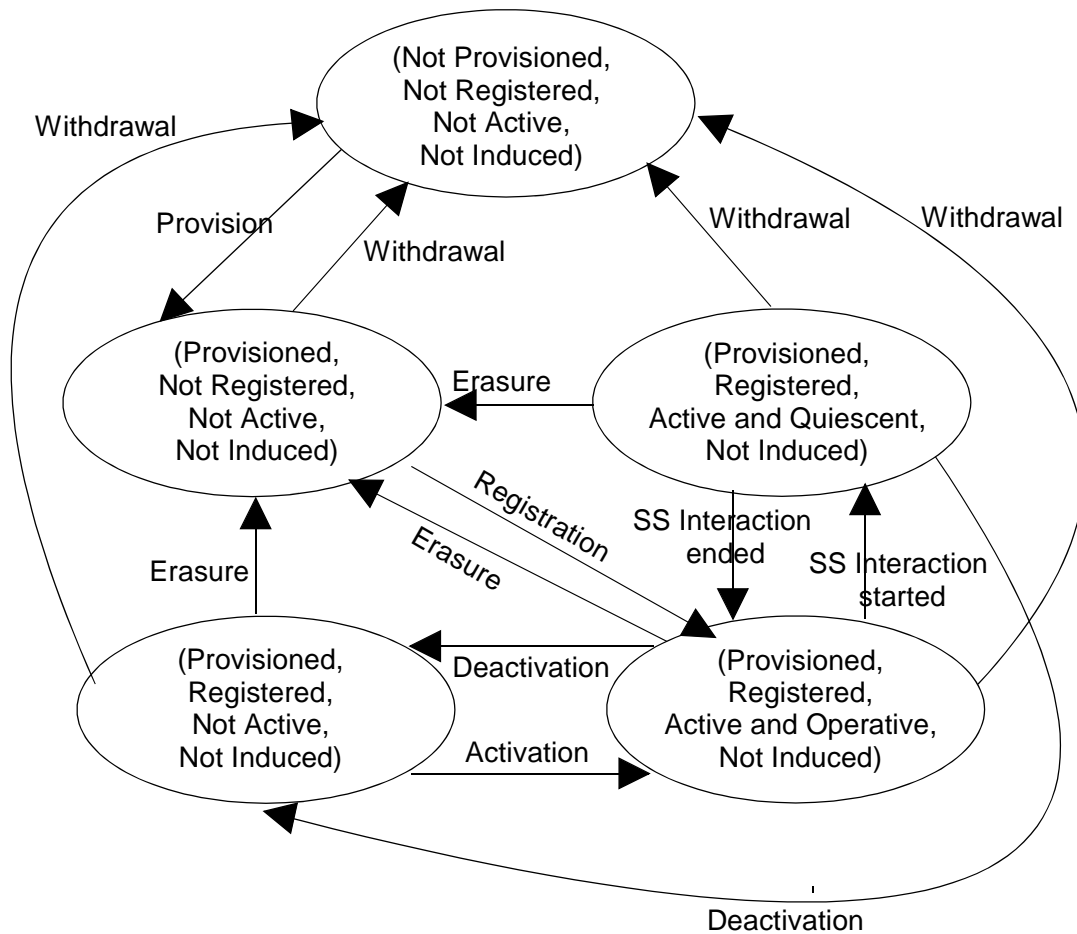 (Not Provisioned,
Not Registered,
Not Active,
Not Induced)
Withdrawal
Provision
Withdrawal
Withdrawal
Withdrawal
(Provisioned,
Not Registered,
Not Active,
Not Induced)
Erasure
(Provisioned,
Registered,
Active and Quiescent,
Not Induced)
Registration
Erasure
SS Interaction
ended
SS Interaction
started
Erasure
(Provisioned,
Registered,
Not Active,
Not Induced)
Deactivation
Activation
(Provisioned,
Registered,
Active and Operative,
Not Induced)
Deactivation